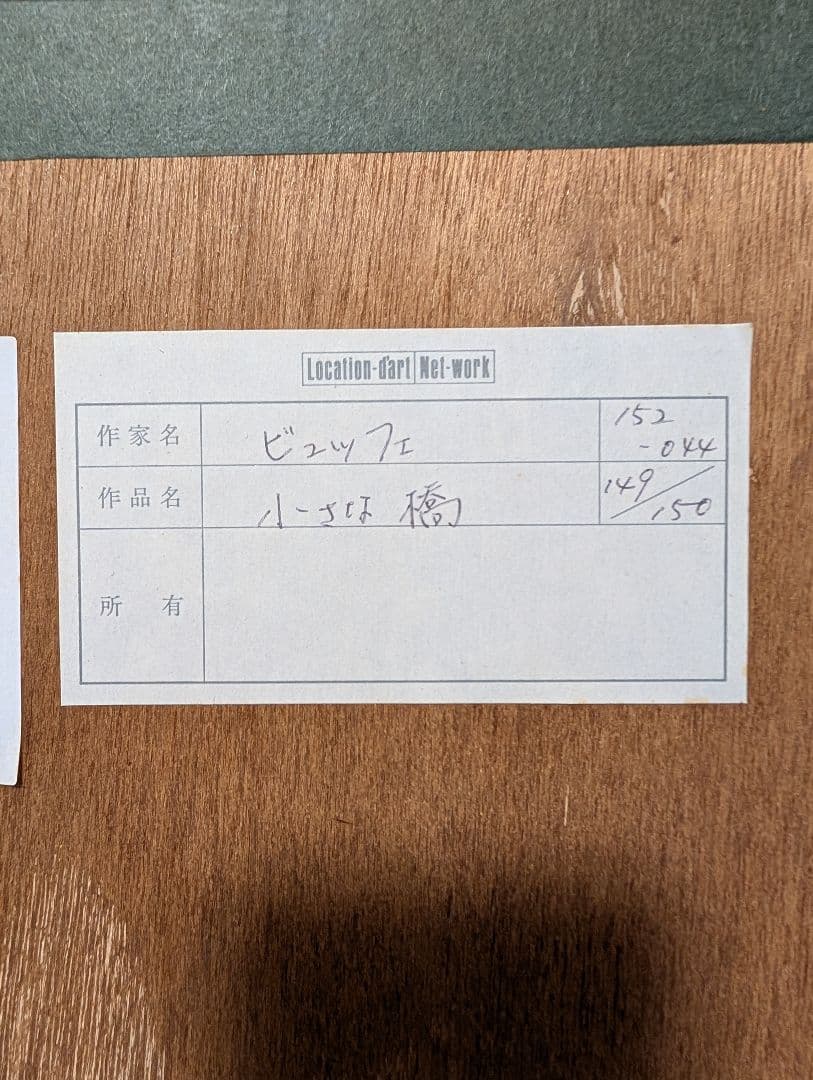 Location-d'art Net-work
作家名 ビュッフェ 152
-044
作品名 小さな橋 149/150
所有